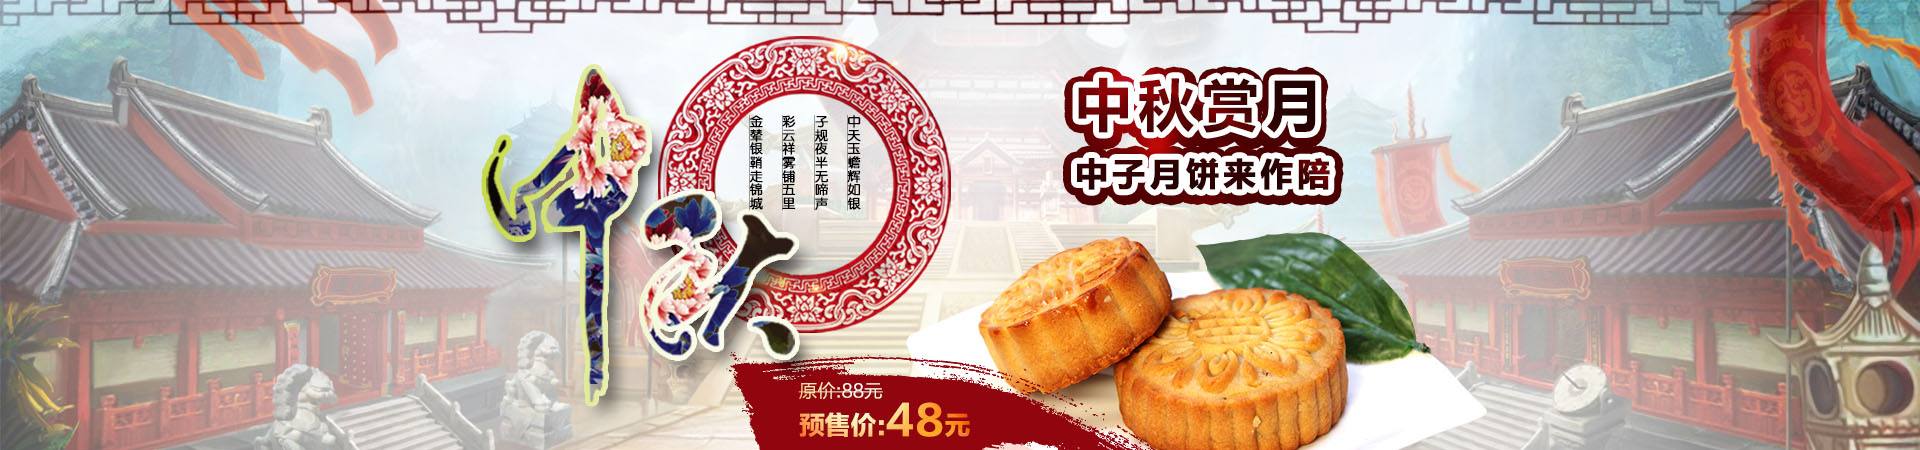 中秋
中天玉蟾辉如银
子规夜半无啼声
彩云祥雾铺五里
金辇银鞘走锦城
中秋赏月
中子月饼来作陪
原价:88元
预售价:48元